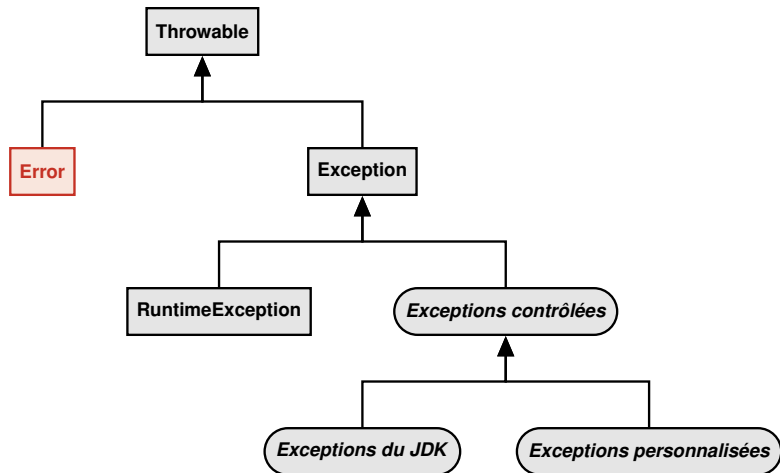 Throwable
Error
Exception
RuntimeException
Exceptions contrôlées
Exceptions du JDK
Exceptions personnalisées